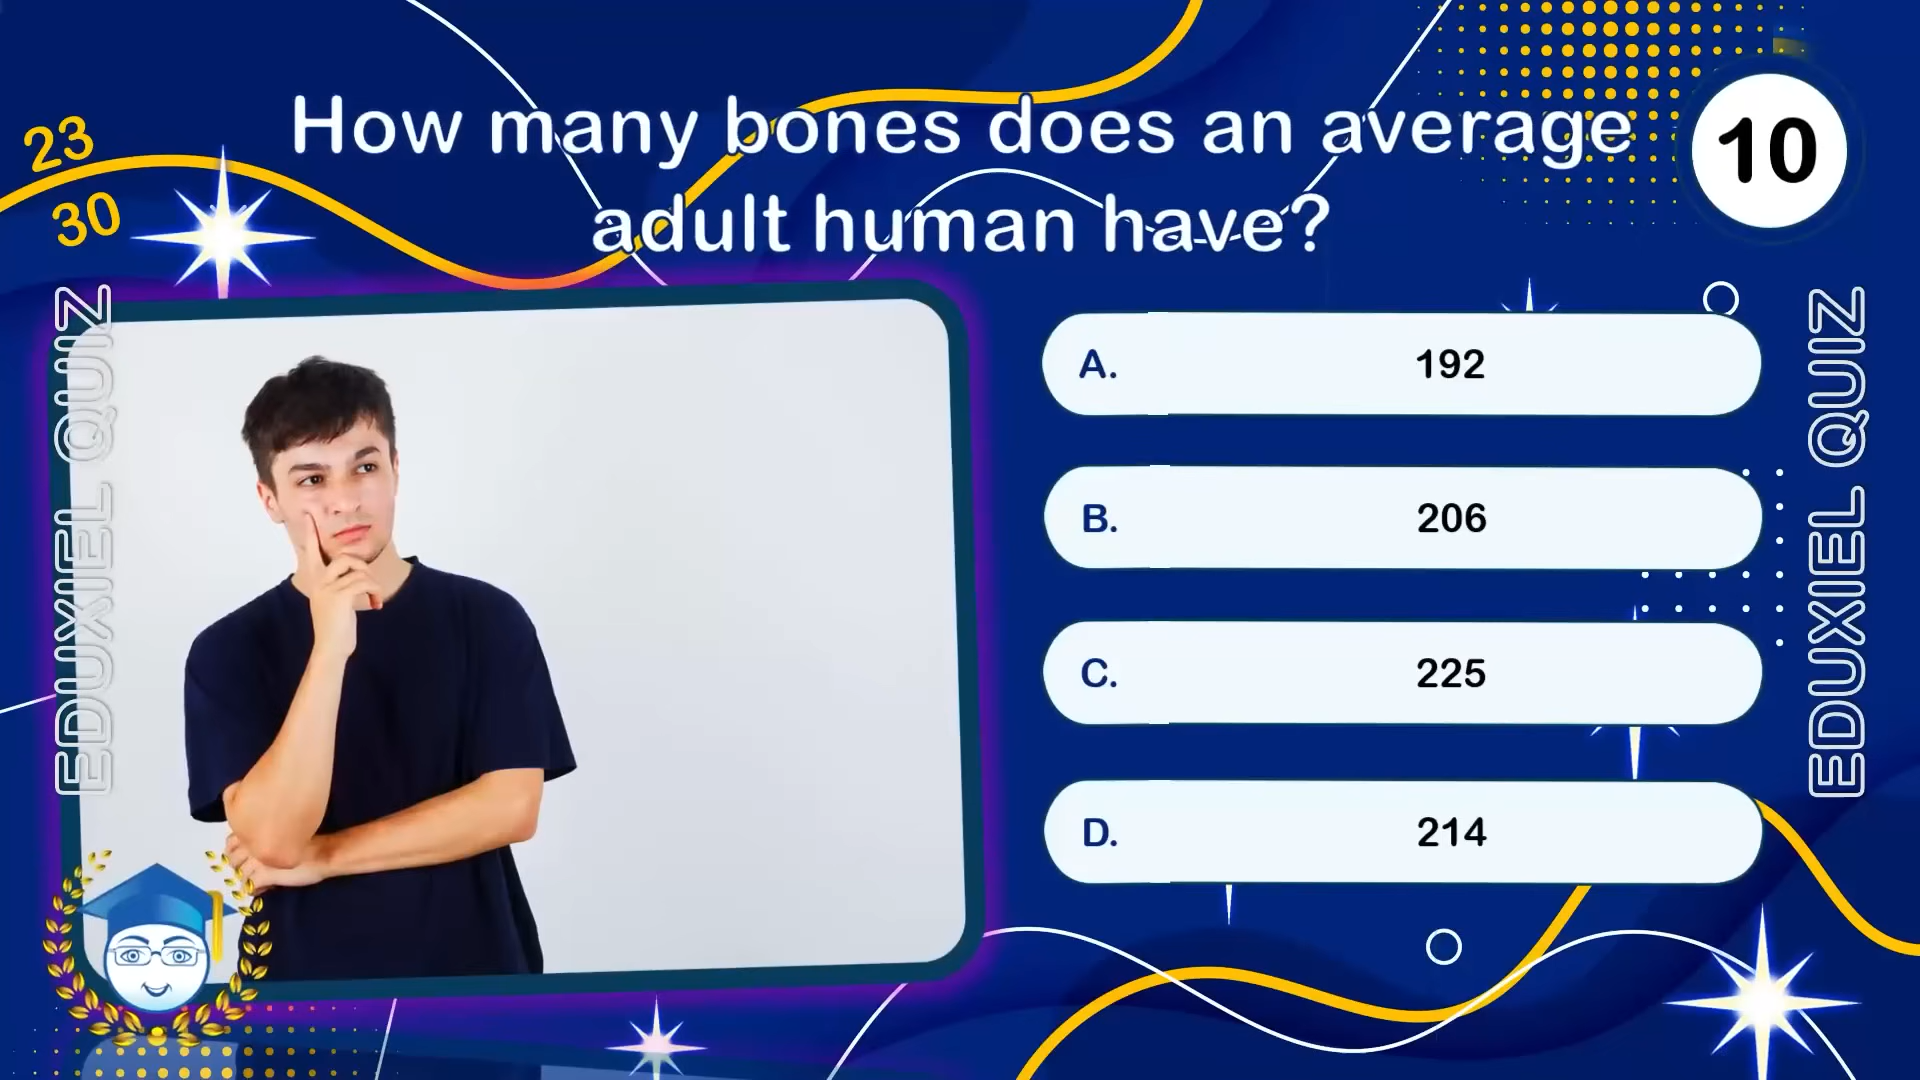 How many bones does an average
adult human have?
10
23
30
EDUXIEL QUIZ
A. 192
B. 206
C. 225
D. 214
EDUXIEL QUIZ